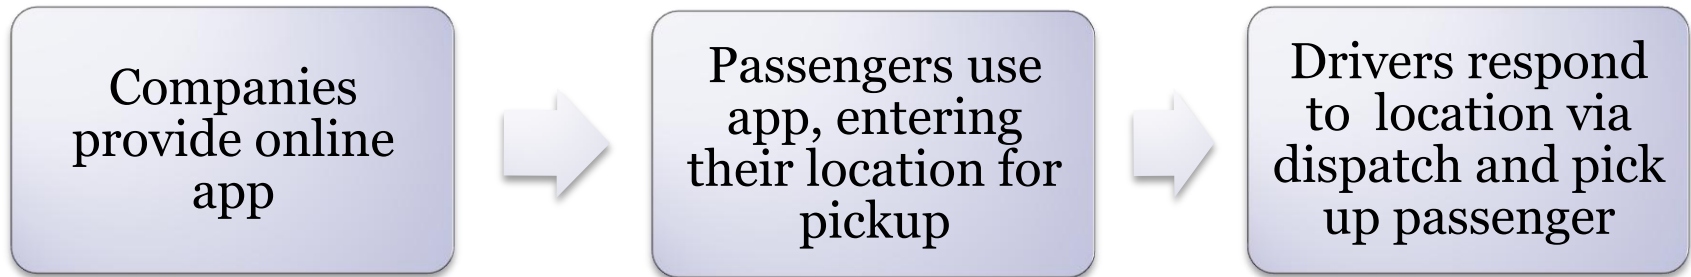 Companies
provide online
app
Passengers use
app, entering
their location for
pickup
Drivers respond
to  location via
dispatch and pick
up passenger